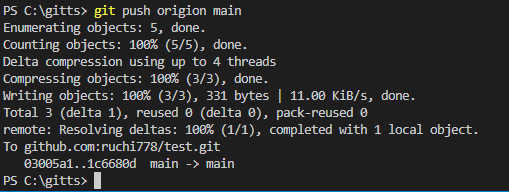 PS C:\gitts> git push origion main
Enumerating objects: 5, done.
Counting objects: 100% (5/5), done.
Delta compression using up to 4 threads
Compressing objects: 100% (3/3), done.
Writing objects: 100% (3/3), 331 bytes | 11.00 KiB/s, done.
Total 3 (delta 1), reused 0 (delta 0), pack-reused 0
remote: Resolving deltas: 100% (1/1), completed with 1 local object.
To github.com:ruchi778/test.git
   03005a1..1c6680d  main -> main
PS C:\gitts>